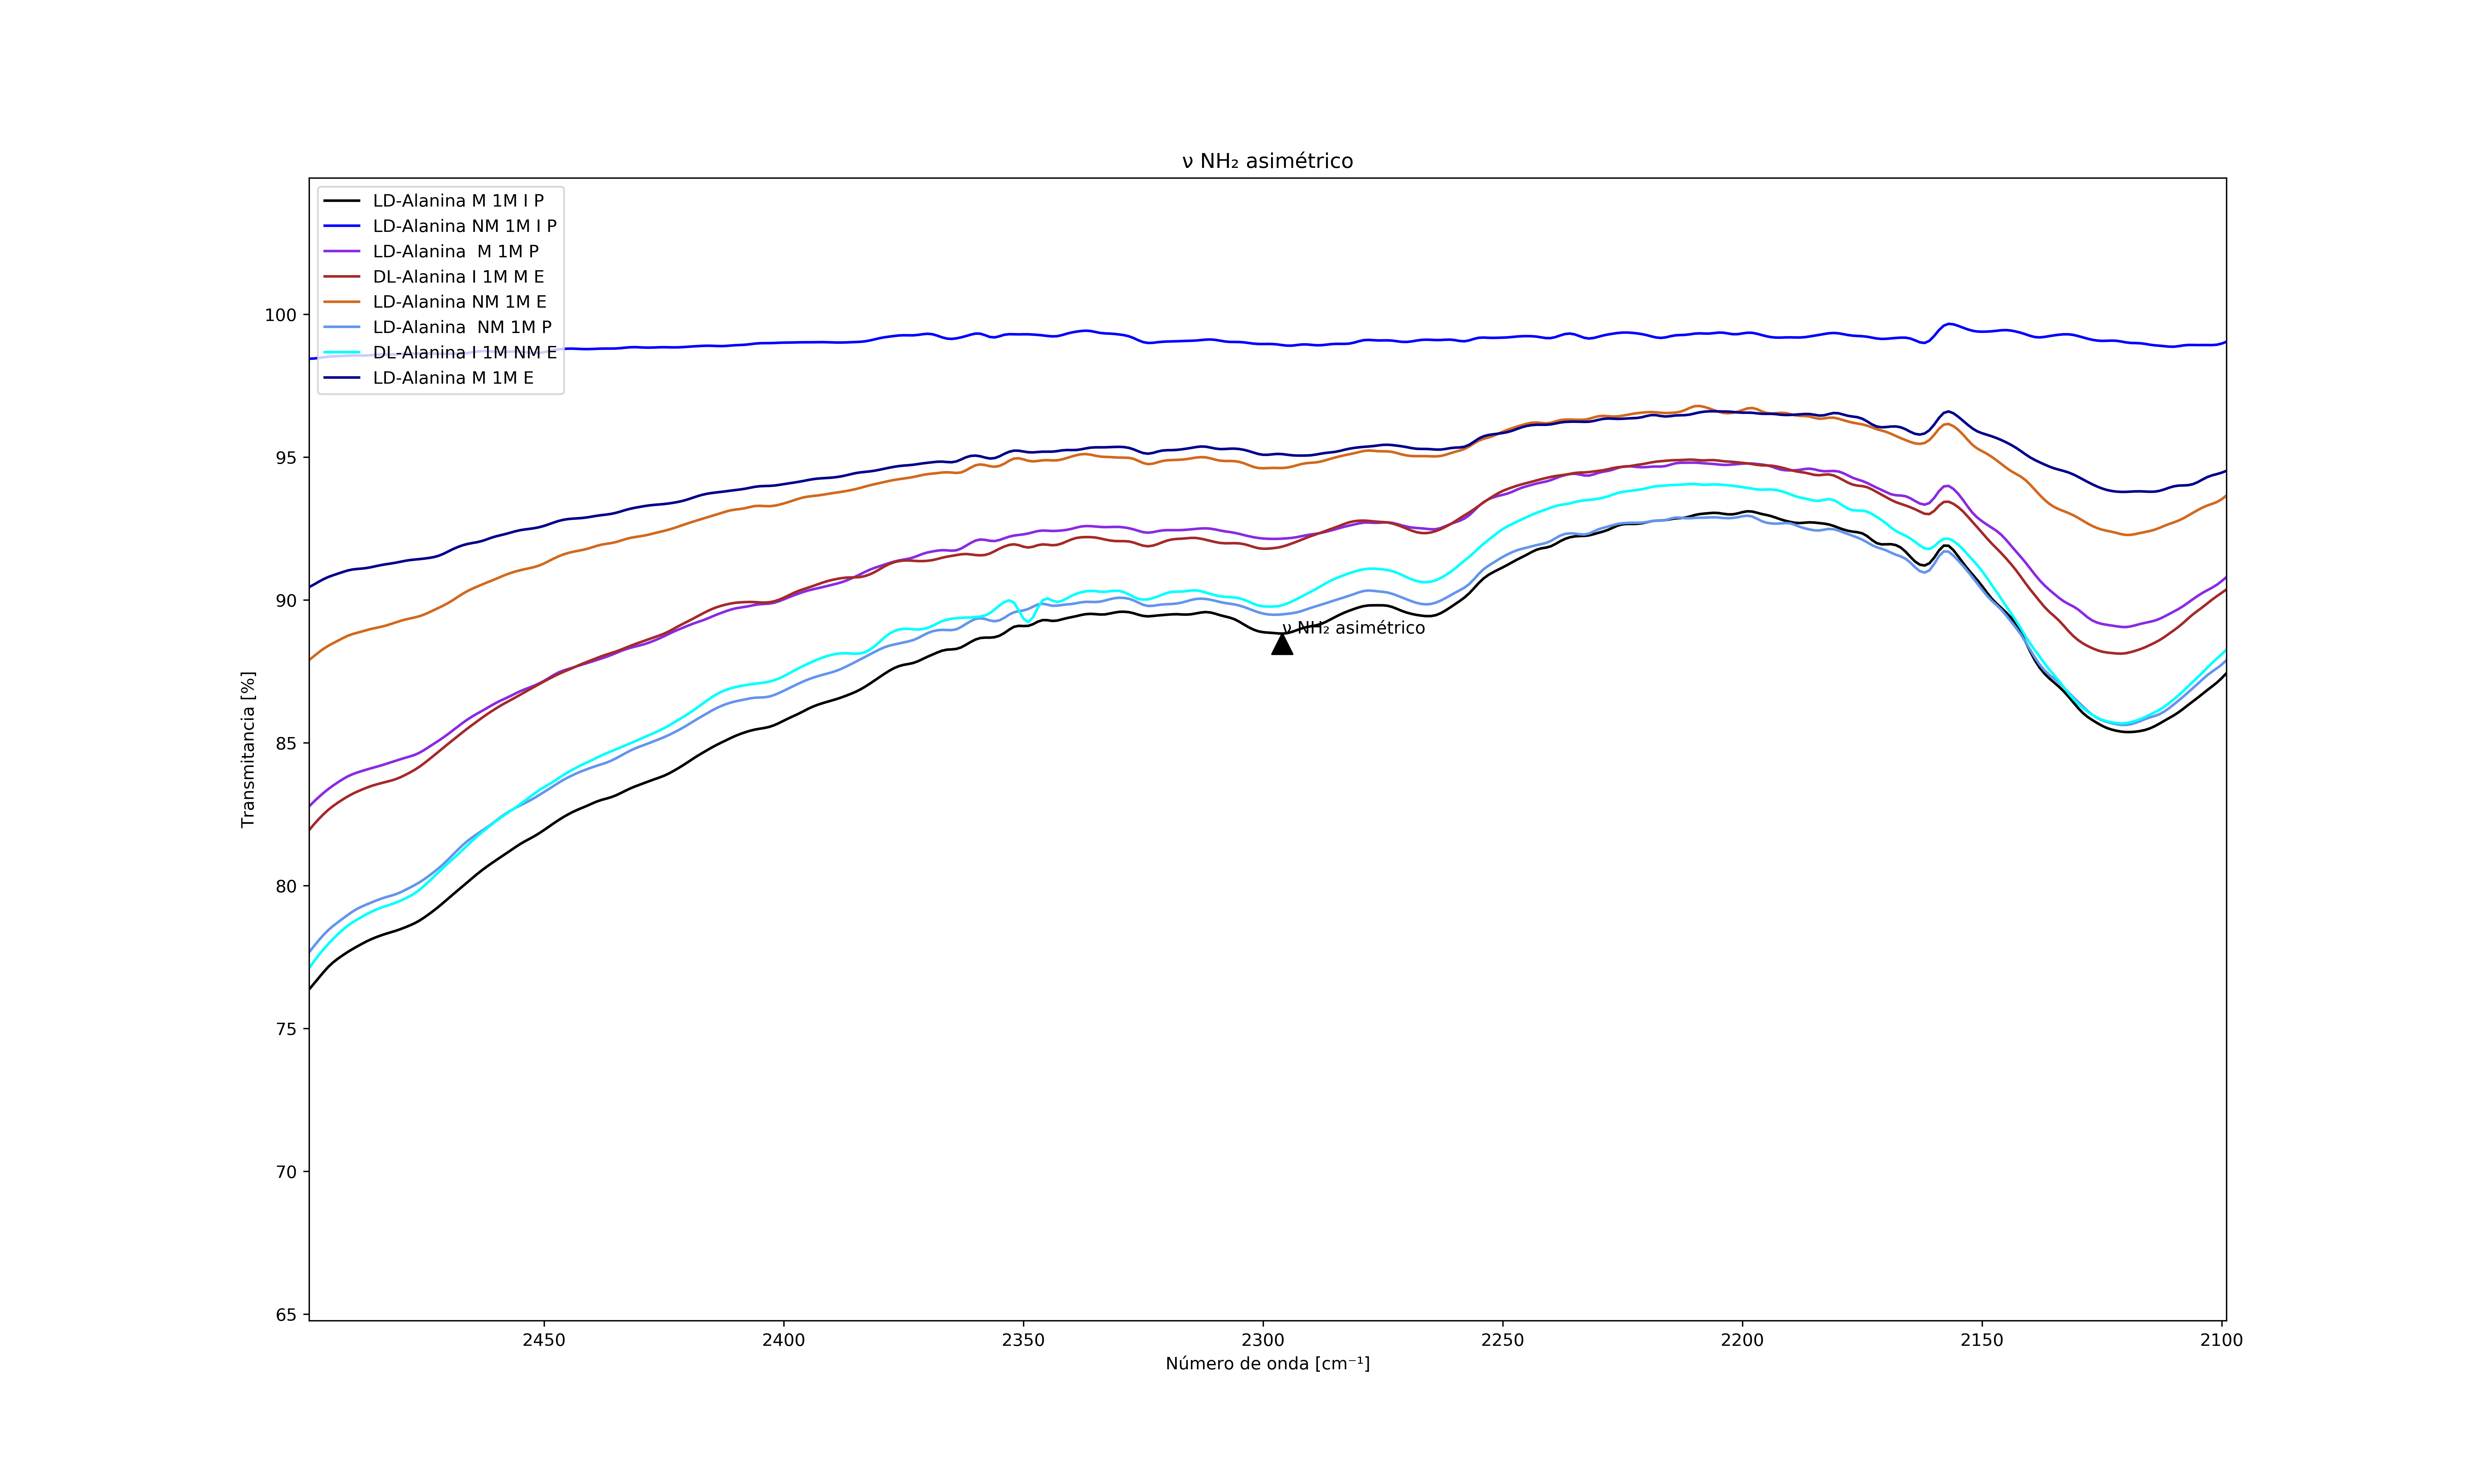 ν NH₂ asimétrico
LD-Alanina M 1M I P
LD-Alanina NM 1M I P
LD-Alanina  M 1M P
DL-Alanina I 1M M E
LD-Alanina NM 1M E
LD-Alanina  NM 1M P
DL-Alanina I 1M NM E
LD-Alanina M 1M E
100
95
90
85
80
75
70
65
Transmitancia [%]
ν NH₂ asimétrico
2450 2400 2350 2300 2250 2200 2150 2100
Número de onda [cm⁻¹]